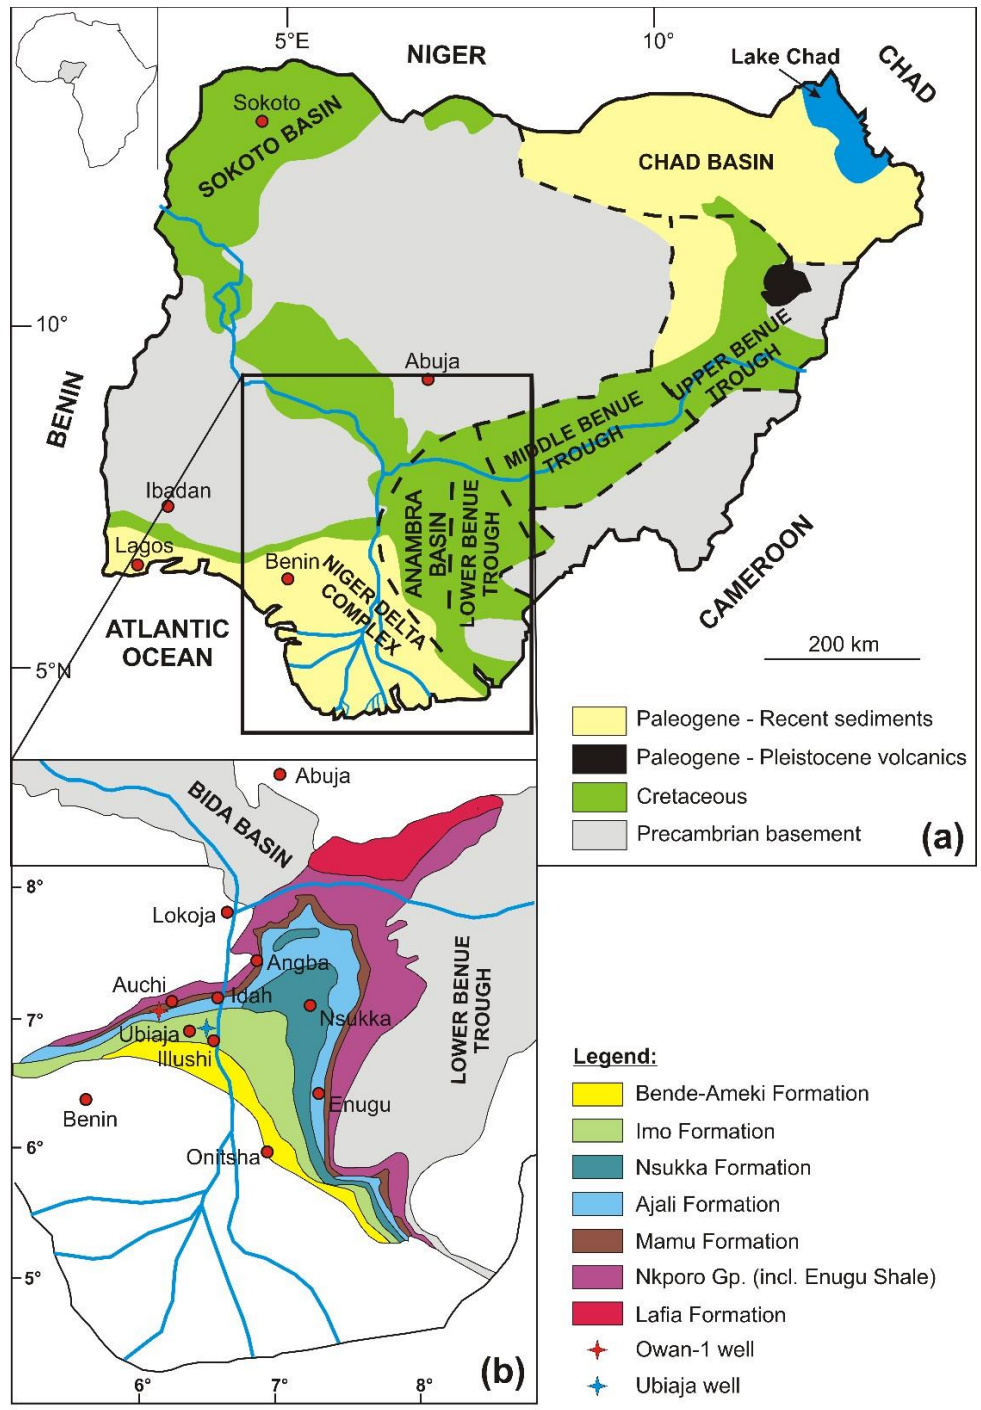 5°E
10°
NIGER
Lake Chad
CHAD
Sokoto
SOKOTO BASIN
CHAD BASIN
10°
BENIN
Abuja
UPPER BENUE
TROUGH
MIDDLE BENUE
TROUGH
Ibadan
ANAMBRA
BASIN
LOWER BENUE
TROUGH
Lagos
Benin
NIGER DELTA
COMPLEX
CAMEROON
ATLANTIC
OCEAN
5°N
200 km
Paleogene - Recent sediments
Paleogene - Pleistocene volcanics
Cretaceous
Precambrian basement
(a)
Abuja
BIDA BASIN
8°
Lokoja
Angba
Auchi
Idah
7°
Nsukka
Ubiaja
Illushi
LOWER BENUE
TROUGH
Enugu
Benin
6°
Onitsha
5°
(b)
6°
7°
8°
Legend:
Bende-Ameki Formation
Imo Formation
Nsukka Formation
Ajali Formation
Mamu Formation
Nkporo Gp. (incl. Enugu Shale)
Lafia Formation
Owan-1 well
Ubiaja well